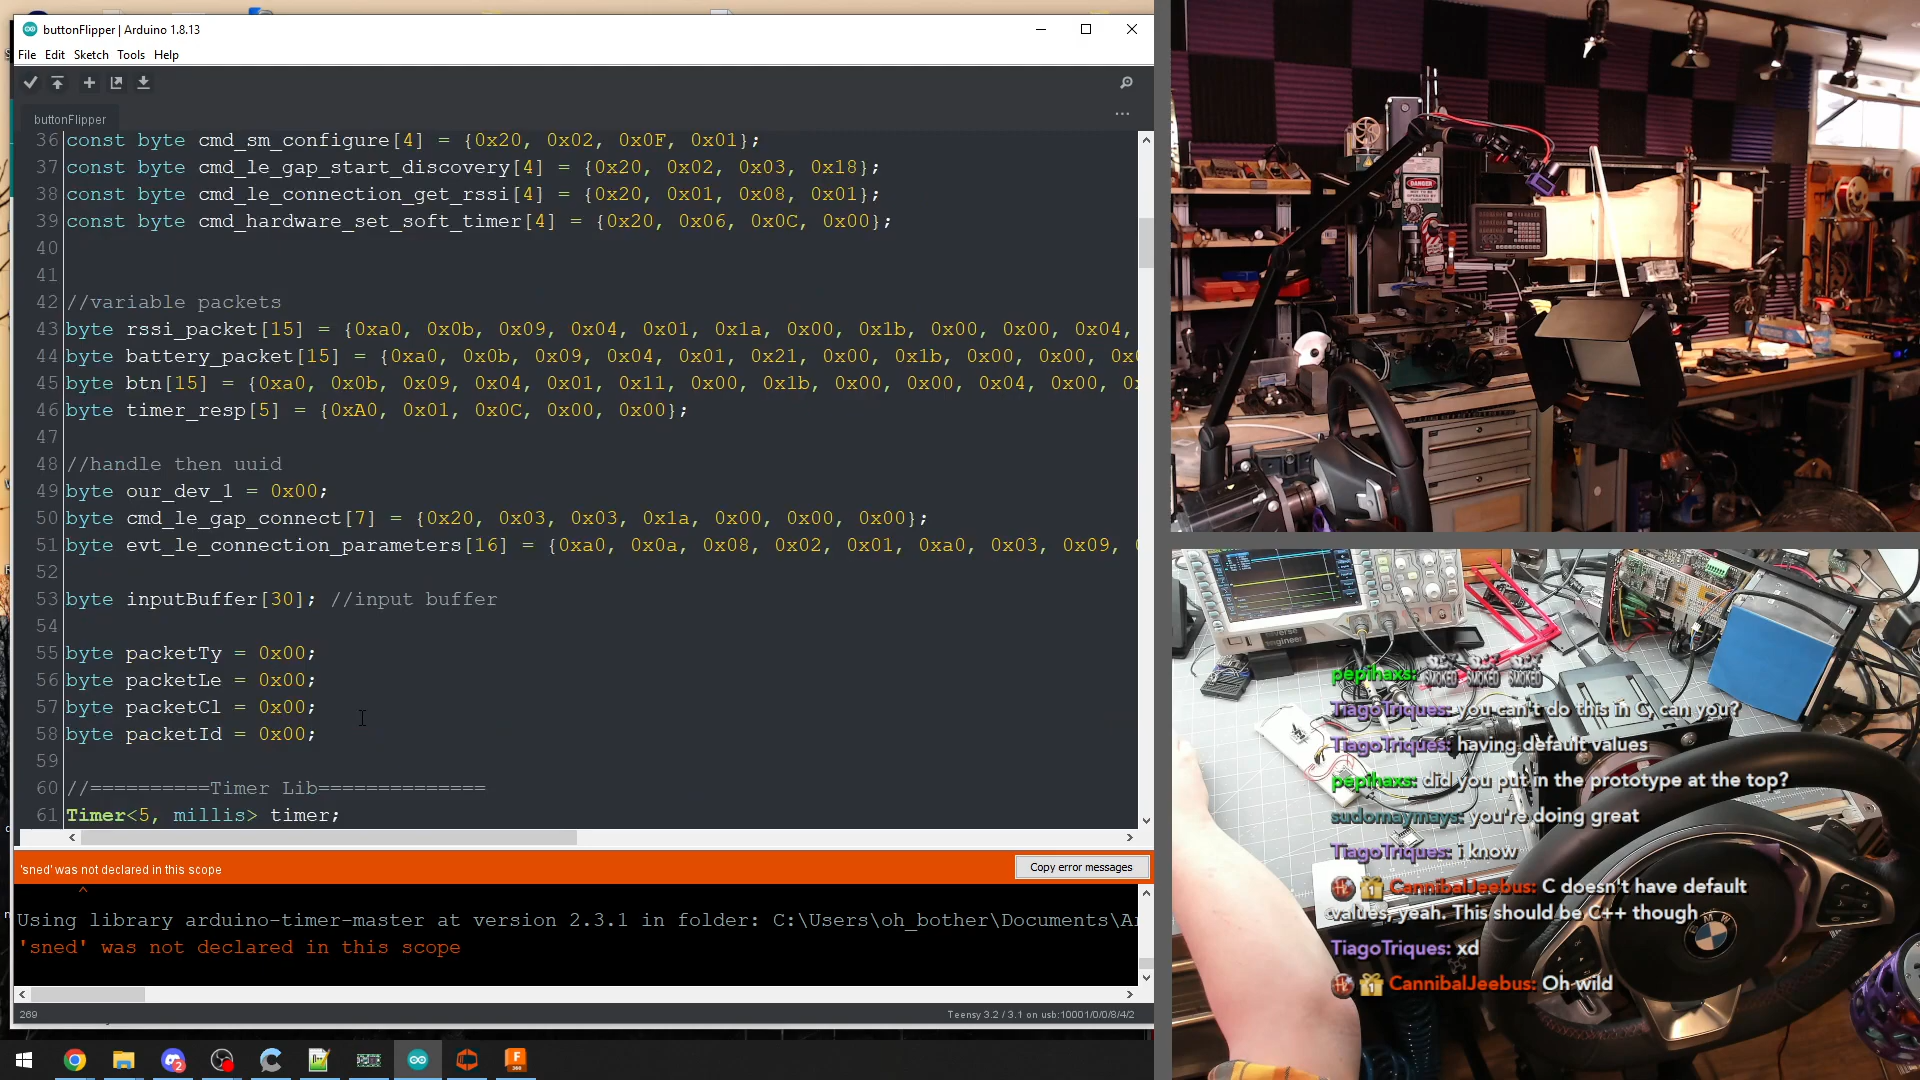 buttonFlipper | Arduino 1.8.13
File Edit Sketch Tools Help
buttonFlipper
36 const byte cmd_sm_configure[4] = {0x20, 0x02, 0x0F, 0x01};
37 const byte cmd_le_gap_start_discovery[4] = {0x20, 0x02, 0x03, 0x18};
38 const byte cmd_le_connection_get_rssi[4] = {0x20, 0x01, 0x08, 0x01};
39 const byte cmd_hardware_set_soft_timer[4] = {0x20, 0x06, 0x0C, 0x00};
40
41
42 //variable packets
43 byte rssi_packet[15] = {0xa0, 0x0b, 0x09, 0x04, 0x01, 0x1a, 0x00, 0x1b, 0x00, 0x00, 0x04,
44 byte battery_packet[15] = {0xa0, 0x0b, 0x09, 0x04, 0x01, 0x21, 0x00, 0x1b, 0x00, 0x00,
45 byte btn[15] = {0xa0, 0x0b, 0x09, 0x04, 0x01, 0x11, 0x00, 0x1b, 0x00, 0x00, 0x04, 0x00,
46 byte timer_resp[5] = {0xA0, 0x01, 0x0C, 0x00, 0x00};
47
48 //handle then uuid
49 byte our_dev_1 = 0x00;
50 byte cmd_le_gap_connect[7] = {0x20, 0x03, 0x03, 0x1a, 0x00, 0x00, 0x00};
51 byte evt_le_connection_parameters[16] = {0xa0, 0x0a, 0x08, 0x02, 0x01, 0xa0, 0x03, 0x09,
52
53 byte inputBuffer[30]; //input buffer
54
55 byte packetTy = 0x00;
56 byte packetLe = 0x00;
57 byte packetCl = 0x00;
58 byte packetId = 0x00;
59
60 //==========Timer Lib==============
61 Timer<5, millis> timer;
'sned' was not declared in this scope
Copy error messages
^
Using library arduino-timer-master at version 2.3.1 in folder: C:\Users\oh_bother\Documents\Ar
'sned' was not declared in this scope
269
Teensy 3.2 / 3.1 on usb:10001/0/0/8/4/2
DANGER
pepihaxs: SMOKED SMOKED SMOKED
TiagoTriques: you can't do this in C, can you?
TiagoTriques: having default values
pepihaxs: did you put in the prototype at the top?
sudomaymays: you're doing great
TiagoTriques: i know
CannibalJeebus: C doesn't have default
values, yeah. This should be C++ though
TiagoTriques: xd
CannibalJeebus: Oh wild
BMW